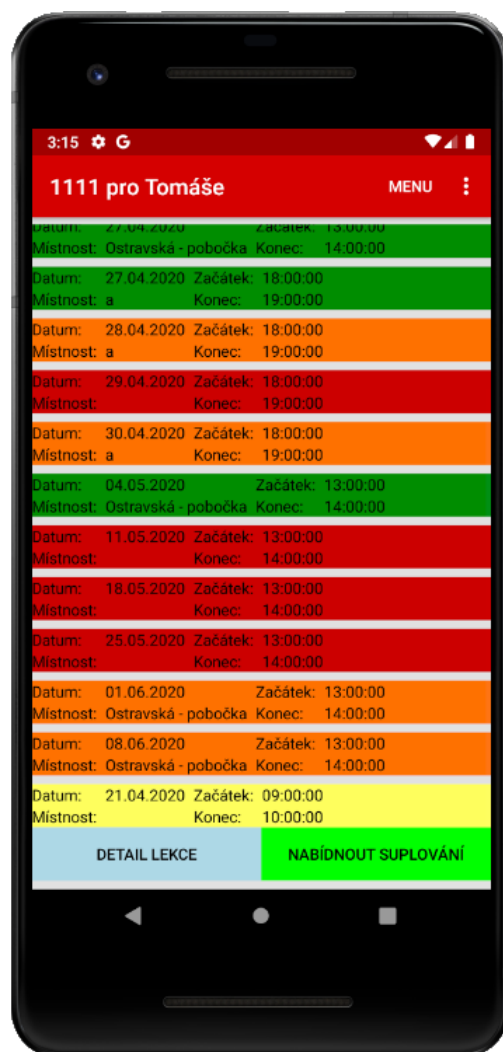 3:15 G
1111 pro Tomáše MENU
Datum: 27.04.2020 Začátek: 13:00:00
Místnost: Ostravská - pobočka Konec: 14:00:00
Datum: 27.04.2020 Začátek: 18:00:00
Místnost: a Konec: 19:00:00
Datum: 28.04.2020 Začátek: 18:00:00
Místnost: a Konec: 19:00:00
Datum: 29.04.2020 Začátek: 18:00:00
Místnost: Konec: 19:00:00
Datum: 30.04.2020 Začátek: 18:00:00
Místnost: a Konec: 19:00:00
Datum: 04.05.2020 Začátek: 13:00:00
Místnost: Ostravská - pobočka Konec: 14:00:00
Datum: 11.05.2020 Začátek: 13:00:00
Místnost: Konec: 14:00:00
Datum: 18.05.2020 Začátek: 13:00:00
Místnost: Konec: 14:00:00
Datum: 25.05.2020 Začátek: 13:00:00
Místnost: Konec: 14:00:00
Datum: 01.06.2020 Začátek: 13:00:00
Místnost: Ostravská - pobočka Konec: 14:00:00
Datum: 08.06.2020 Začátek: 13:00:00
Místnost: Ostravská - pobočka Konec: 14:00:00
Datum: 21.04.2020 Začátek: 09:00:00
Místnost: Konec: 10:00:00
DETAIL LEKCE NABÍDNOUT SUPLOVÁNÍ